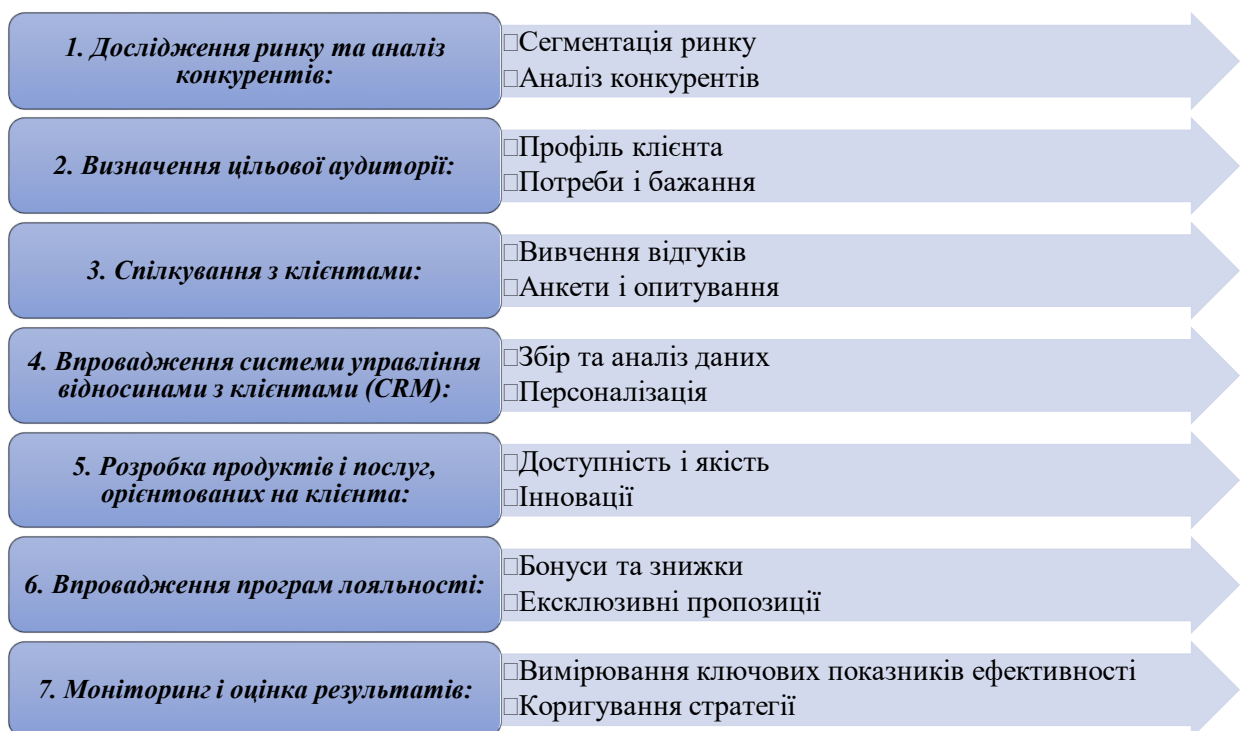 1. Дослідження ринку та аналіз
конкурентів:
□Сегментація ринку
□Аналіз конкурентів
2. Визначення цільової аудиторії:
□Профіль клієнта
□Потреби і бажання
3. Спілкування з клієнтами:
□Вивчення відгуків
□Анкети і опитування
4. Впровадження системи управління
відносинами з клієнтами (CRM):
□Збір та аналіз даних
□Персоналізація
5. Розробка продуктів і послуг,
орієнтованих на клієнта:
□Доступність і якість
□Інновації
6. Впровадження програм лояльності:
□Бонуси та знижки
□Ексклюзивні пропозиції
7. Моніторинг і оцінка результатів:
□Вимірювання ключових показників ефективності
□Коригування стратегії